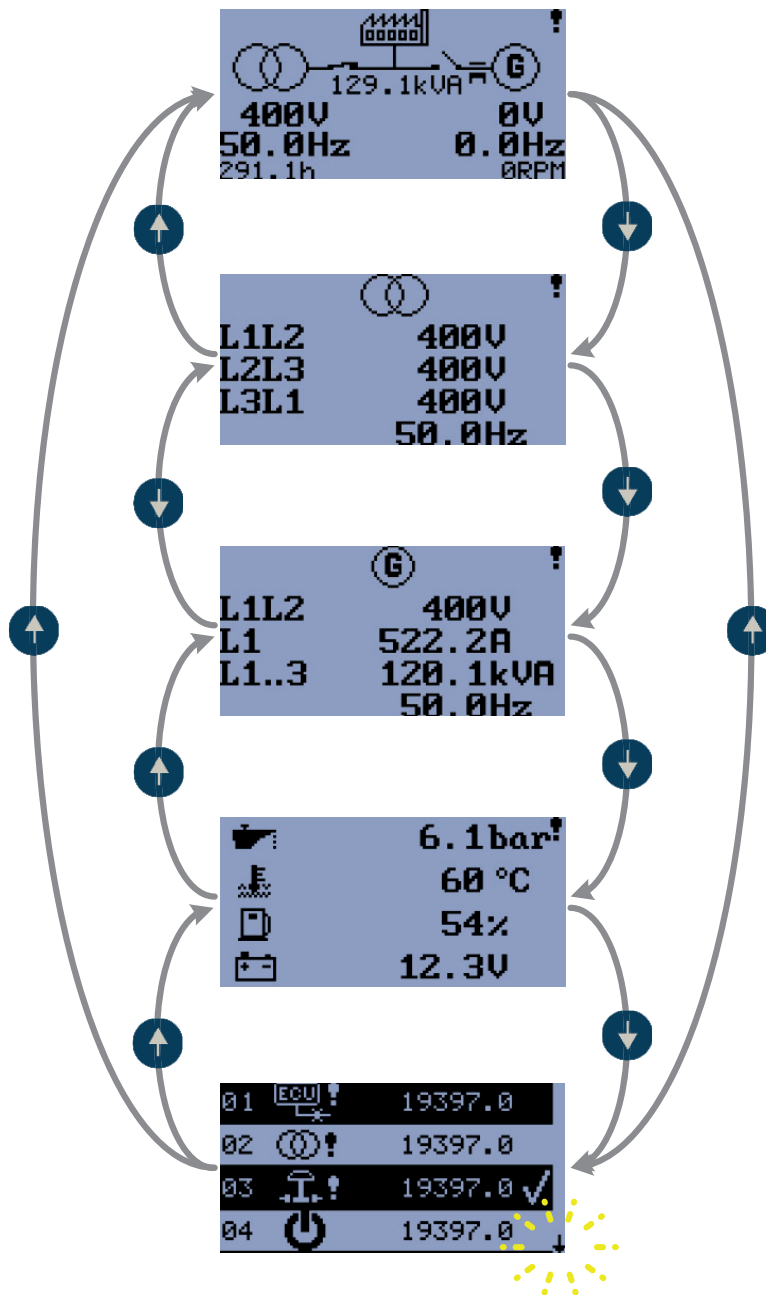 129.1kVA
G
400V 0V
50.0Hz 0.0Hz
291.1h 0RPM
L1L2 400V
L2L3 400V
L3L1 400V
50.0Hz
G
L1L2 400V
L1 522.2A
L1..3 120.1kVA
50.0Hz
6.1bar
60 °C
54%
12.3V
01 ECU ! 19397.0
02 ! 19397.0
03 ! 19397.0 ✓
04 19397.0